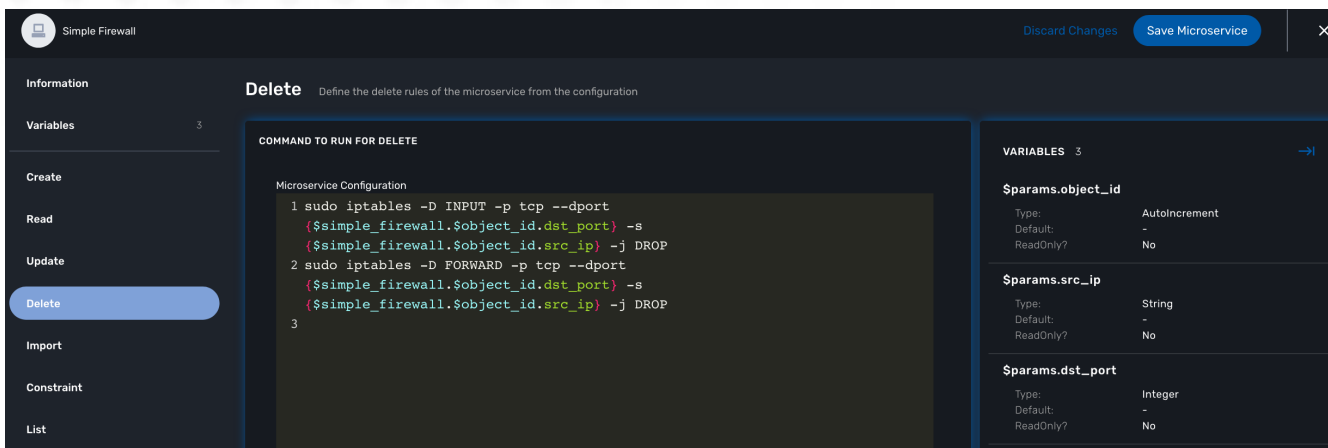 Simple Firewall
Discard Changes
Save Microservice
Information
Variables 3
Create
Read
Update
Delete
Import
Constraint
List
Delete Define the delete rules of the microservice from the configuration
COMMAND TO RUN FOR DELETE
Microservice Configuration
1 sudo iptables -D INPUT -p tcp --dport
{$simple_firewall.$object_id.dst_port} -s
{$simple_firewall.$object_id.src_ip} -j DROP
2 sudo iptables -D FORWARD -p tcp --dport
{$simple_firewall.$object_id.dst_port} -s
{$simple_firewall.$object_id.src_ip} -j DROP
3
VARIABLES 3
$params.object_id
Type: AutoIncrement
Default: -
ReadOnly? No
$params.src_ip
Type: String
Default: -
ReadOnly? No
$params.dst_port
Type: Integer
Default: -
ReadOnly? No